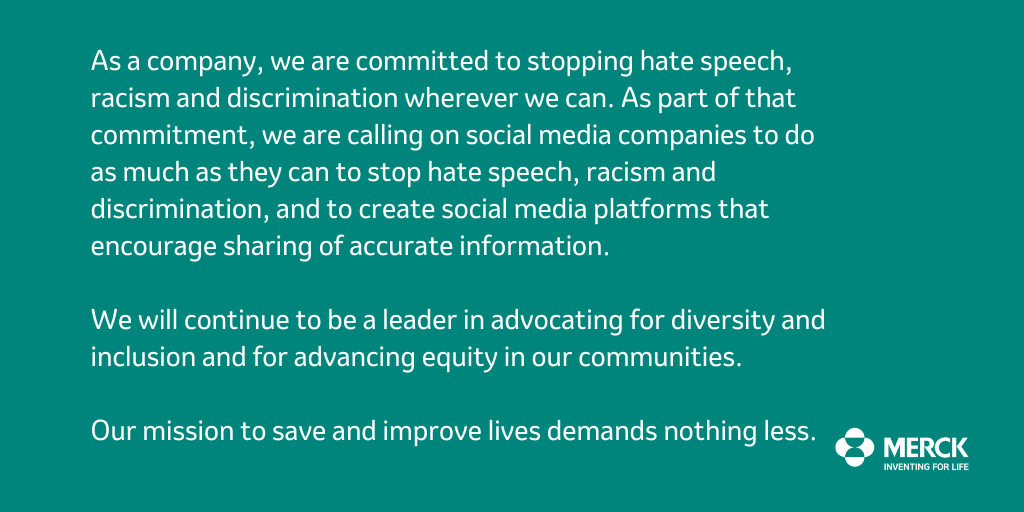 As a company, we are committed to stopping hate speech,
racism and discrimination wherever we can. As part of that
commitment, we are calling on social media companies to do
as much as they can to stop hate speech, racism and
discrimination, and to create social media platforms that
encourage sharing of accurate information.
We will continue to be a leader in advocating for diversity and
inclusion and for advancing equity in our communities.
Our mission to save and improve lives demands nothing less.
MERCK
INVENTING FOR LIFE